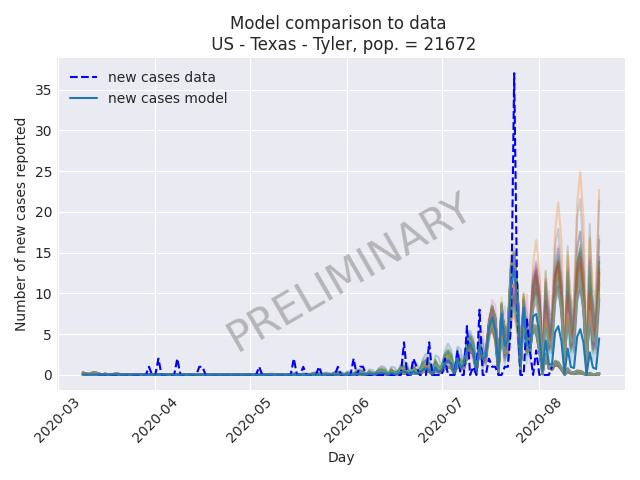 Model comparison to data
US - Texas - Tyler, pop. = 21672
new cases data
new cases model
Number of new cases reported
35
30
25
20
15
10
5
0
PRELIMINARY
2020-03
2020-04
2020-05
2020-06
2020-07
2020-08
Day